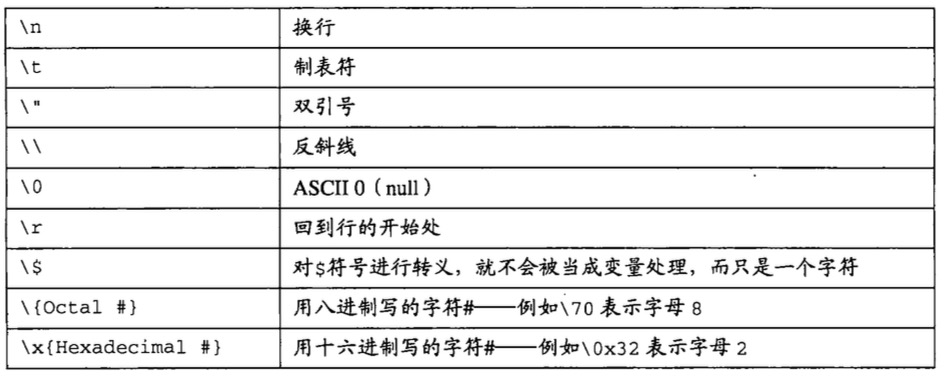 \n 换行
\t 制表符
\" 双引号
\\ 反斜线
\0 ASCII 0（null）
\r 回到行的开始处
\$ 对$符号进行转义，就不会被当成变量处理，而只是一个字符
\{Octal #} 用八进制写的字符#——例如\70 表示字母 8
\x{Hexadecimal #} 用十六进制写的字符#——例如\0x32 表示字母 2